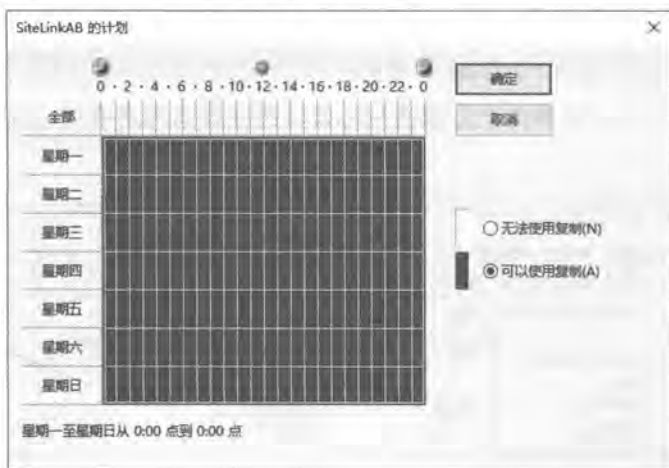 SiteLinkAB 的计划
0 · 2 · 4 · 6 · 8 · 10 · 12 · 14 · 16 · 18 · 20 · 22 · 0
确定
全部
取消
星期一
星期二
星期三
无法使用复制(N)
星期四
可以使用复制(A)
星期五
星期六
星期日
星期一至星期日从 0:00 点到 0:00 点